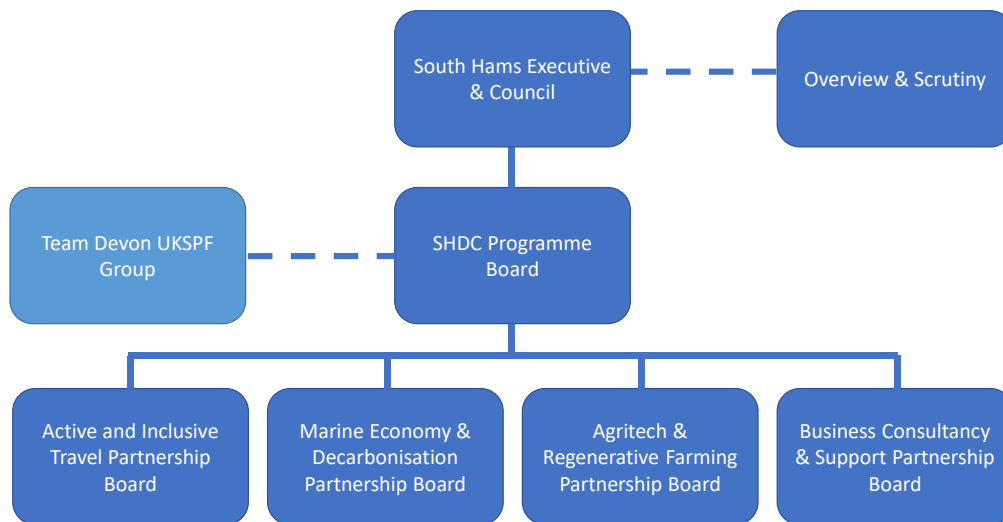 South Hams Executive
& Council
Overview & Scrutiny
Team Devon UKSPF
Group
SHDC Programme
Board
Active and Inclusive
Travel Partnership
Board
Marine Economy &
Decarbonisation
Partnership Board
Agritech &
Regenerative Farming
Partnership Board
Business Consultancy
& Support Partnership
Board